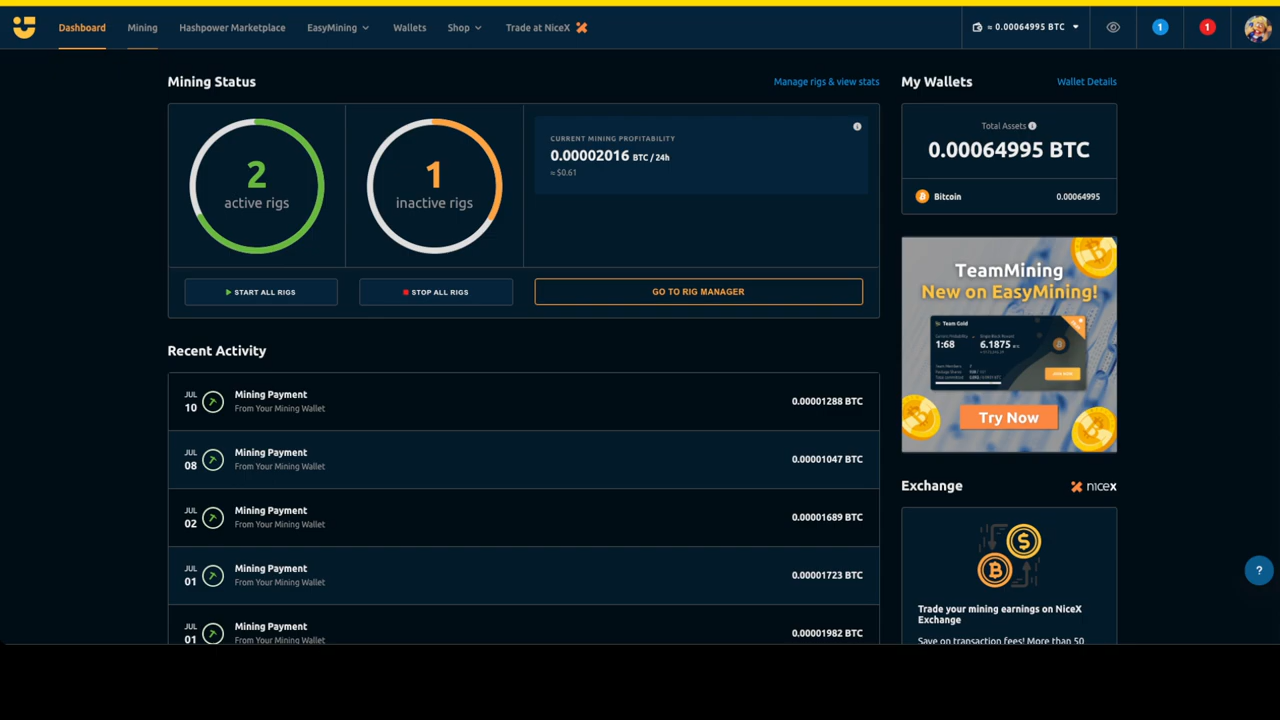 Dashboard
Mining
Hashpower Marketplace
EasyMining
Wallets
Shop
Trade at NiceX
≈ 0.00064995 BTC
1
1
Mining Status
Manage rigs & view stats
2
active rigs
1
inactive rigs
CURRENT MINING PROFITABILITY
0.00002016 BTC / 24h
≈ $0.61
START ALL RIGS
STOP ALL RIGS
GO TO RIG MANAGER
Recent Activity
JUL
10
Mining Payment
From Your Mining Wallet
0.00001288 BTC
JUL
08
Mining Payment
From Your Mining Wallet
0.00001047 BTC
JUL
02
Mining Payment
From Your Mining Wallet
0.00001689 BTC
JUL
01
Mining Payment
From Your Mining Wallet
0.00001723 BTC
JUL
01
Mining Payment
From Your Mining Wallet
0.00001982 BTC
My Wallets
Wallet Details
Total Assets
0.00064995 BTC
Bitcoin
0.00064995
TeamMining
New on EasyMining!
Team Gold
1:68
6.1875
Try Now
Exchange
nicex
Trade your mining earnings on NiceX
Exchange
Save on transaction fees! More than 50
?